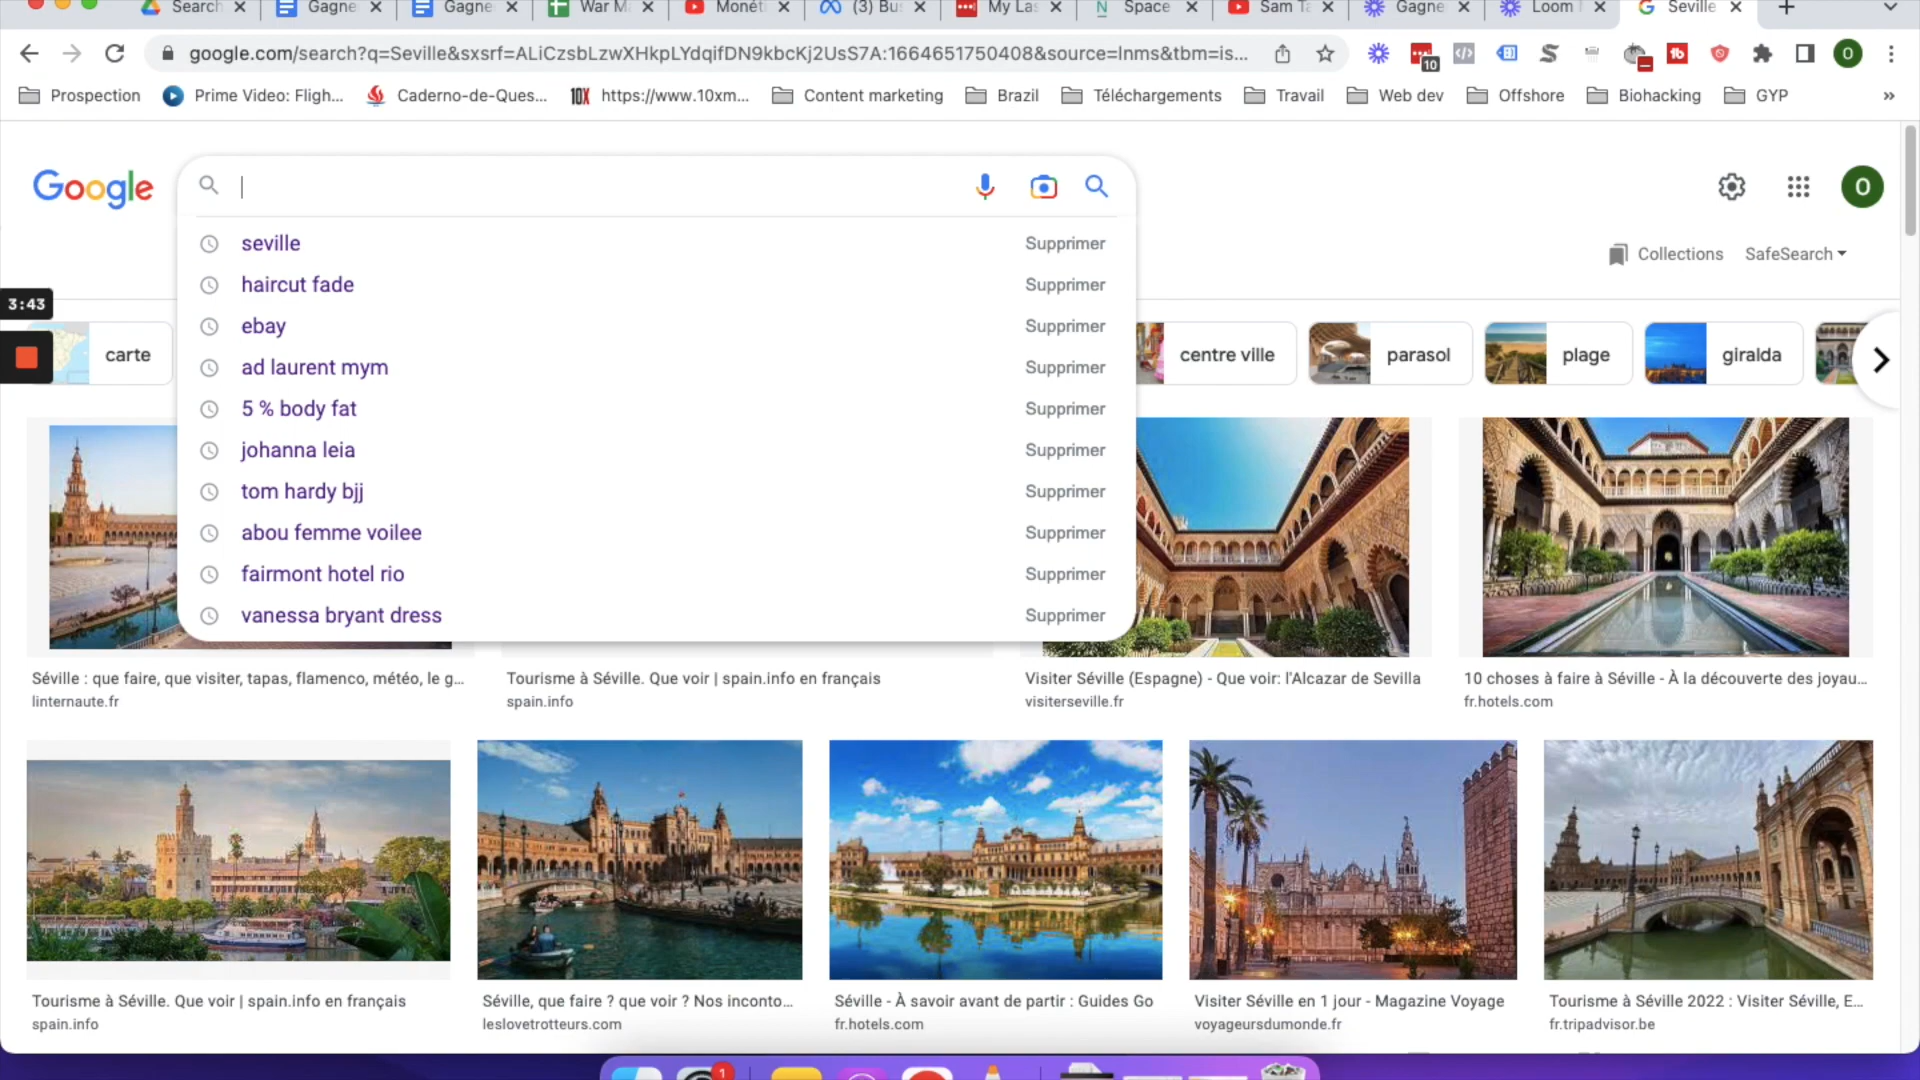 Search
Gagne
Gagne
War M
Monét
(3) Bu
My Las
Space
Sam Ta
Gagne
Loom
Seville
google.com/search?q=Seville&sxsrf=ALiCzsbLzwXHkpLYdqifDN9kbcKj2UsS7A:1664651750408&source=lnms&tbm=is...
10
O
Prospection
Prime Video: Fligh...
Caderno-de-Ques...
10X https://www.10xm...
Content marketing
Brazil
Téléchargements
Travail
Web dev
Offshore
Biohacking
GYP
»
Google
O
seville Supprimer
haircut fade Supprimer
ebay Supprimer
ad laurent mym Supprimer
5 % body fat Supprimer
johanna leia Supprimer
tom hardy bjj Supprimer
abou femme voilee Supprimer
fairmont hotel rio Supprimer
vanessa bryant dress Supprimer
Collections SafeSearch
3:43
carte
centre ville
parasol
plage
giralda
Séville : que faire, que visiter, tapas, flamenco, météo, le g...
linternaute.fr
Tourisme à Séville. Que voir | spain.info en français
spain.info
Visiter Séville (Espagne) - Que voir: l'Alcazar de Sevilla
visiterseville.fr
10 choses à faire à Séville - À la découverte des joyau...
fr.hotels.com
Tourisme à Séville. Que voir | spain.info en français
spain.info
Séville, que faire ? que voir ? Nos inconto...
leslovetrotteurs.com
Séville - À savoir avant de partir : Guides Go
fr.hotels.com
Visiter Séville en 1 jour - Magazine Voyage
voyageursdumonde.fr
Tourisme à Séville 2022 : Visiter Séville, E...
fr.tripadvisor.be
1